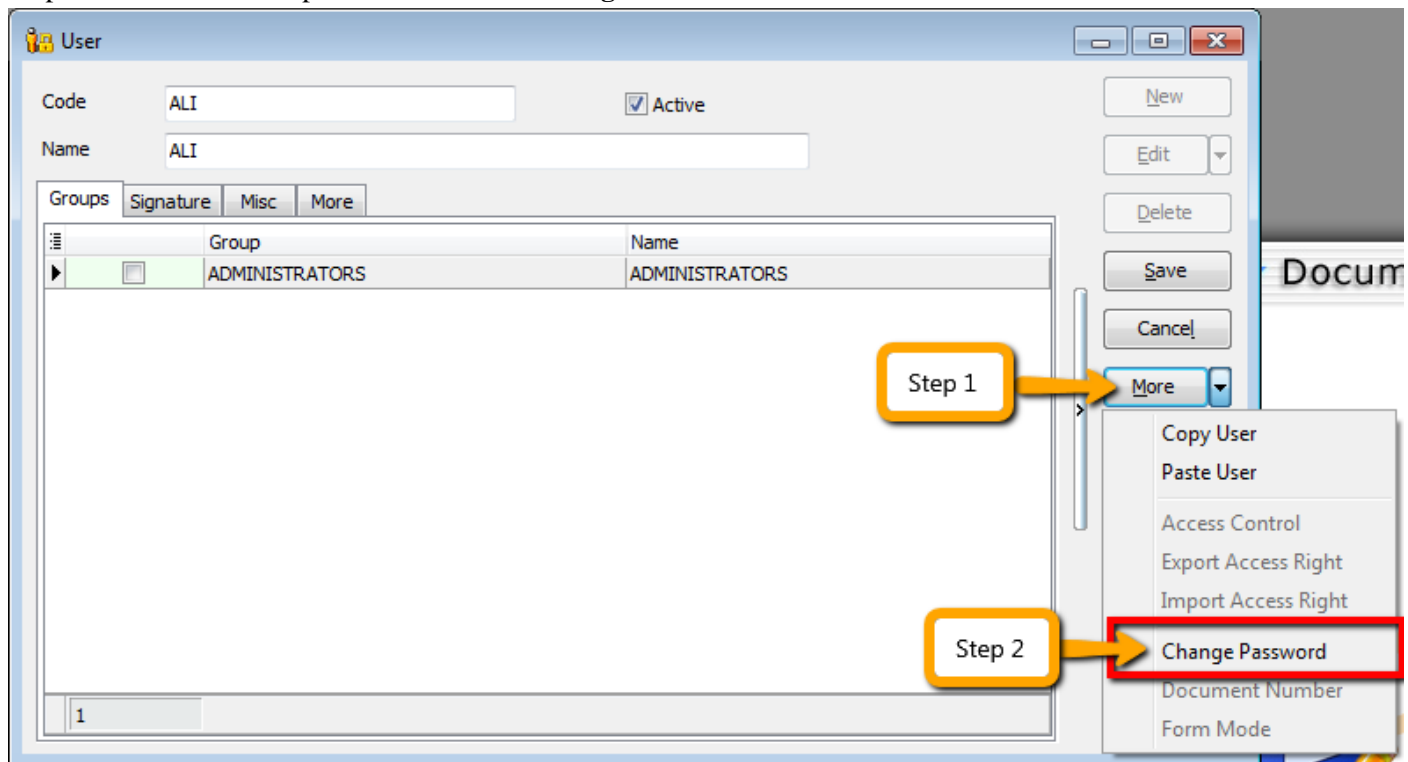 User
Code ALI Active New
Name ALI Edit
Groups Signature Misc More Delete
Group Name
ADMINISTRATORS ADMINISTRATORS Save
Docum
Cancel
Step 1 More
Copy User
Paste User
Access Control
Export Access Right
Import Access Right
Step 2 Change Password
Document Number
Form Mode
1